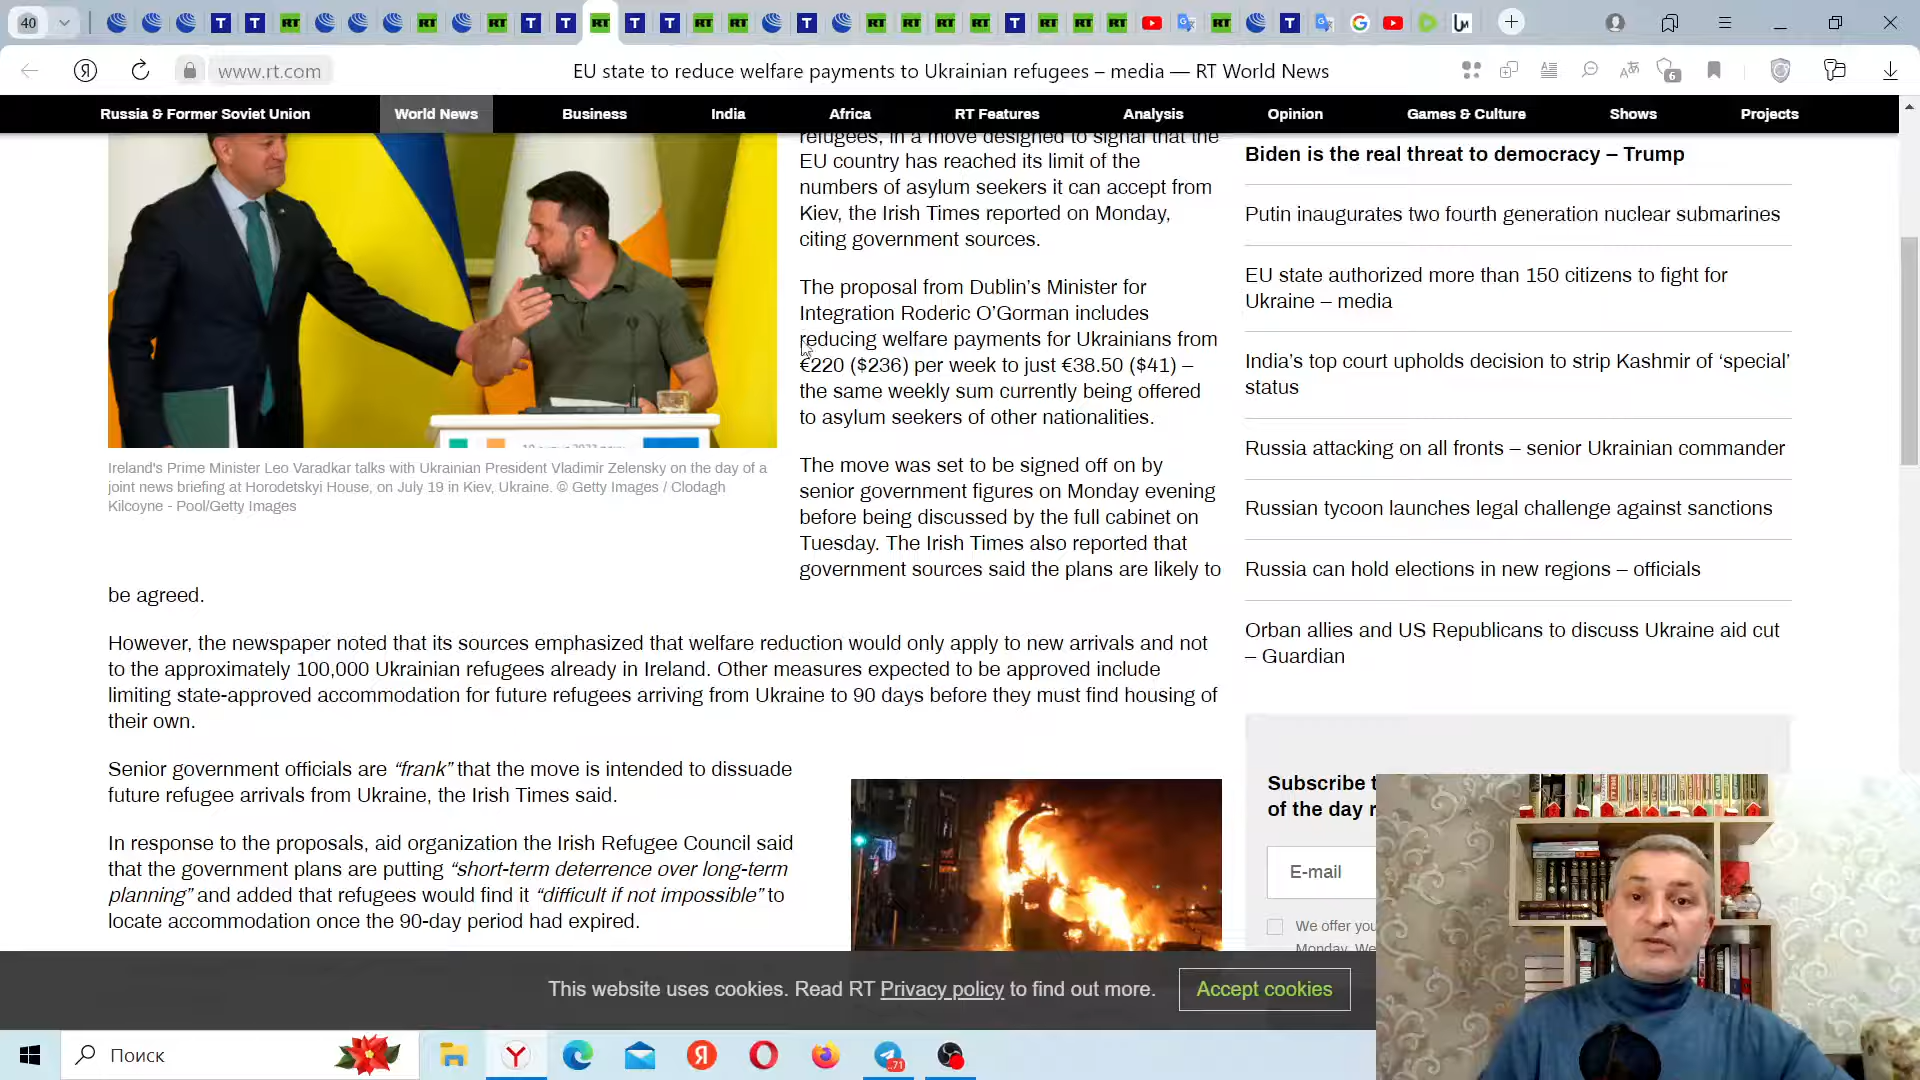 40
www.rt.com
EU state to reduce welfare payments to Ukrainian refugees – media — RT World News
6
Russia & Former Soviet Union
World News
Business
India
Africa
RT Features
Analysis
Opinion
Games & Culture
Shows
Projects
refugees, in a move designed to signal that the
EU country has reached its limit of the
numbers of asylum seekers it can accept from
Kiev, the Irish Times reported on Monday,
citing government sources.
The proposal from Dublin’s Minister for
Integration Roderic O’Gorman includes
reducing welfare payments for Ukrainians from
€220 ($236) per week to just €38.50 ($41) –
the same weekly sum currently being offered
to asylum seekers of other nationalities.
Ireland's Prime Minister Leo Varadkar talks with Ukrainian President Vladimir Zelensky on the day of a
joint news briefing at Horodetskyi House, on July 19 in Kiev, Ukraine. © Getty Images / Clodagh
Kilcoyne - Pool/Getty Images
The move was set to be signed off on by
senior government figures on Monday evening
before being discussed by the full cabinet on
Tuesday. The Irish Times also reported that
government sources said the plans are likely to
be agreed.
However, the newspaper noted that its sources emphasized that welfare reduction would only apply to new arrivals and not
to the approximately 100,000 Ukrainian refugees already in Ireland. Other measures expected to be approved include
limiting state-approved accommodation for future refugees arriving from Ukraine to 90 days before they must find housing of
their own.
Senior government officials are “frank” that the move is intended to dissuade
future refugee arrivals from Ukraine, the Irish Times said.
In response to the proposals, aid organization the Irish Refugee Council said
that the government plans are putting “short-term deterrence over long-term
planning” and added that refugees would find it “difficult if not impossible” to
locate accommodation once the 90-day period had expired.
Biden is the real threat to democracy – Trump
Putin inaugurates two fourth generation nuclear submarines
EU state authorized more than 150 citizens to fight for
Ukraine – media
India’s top court upholds decision to strip Kashmir of ‘special’
status
Russia attacking on all fronts – senior Ukrainian commander
Russian tycoon launches legal challenge against sanctions
Russia can hold elections in new regions – officials
Orban allies and US Republicans to discuss Ukraine aid cut
– Guardian
Subscribe
of the day
E-mail
We offer you
Monday. We
This website uses cookies. Read RT Privacy policy to find out more.
Accept cookies
Поиск
71